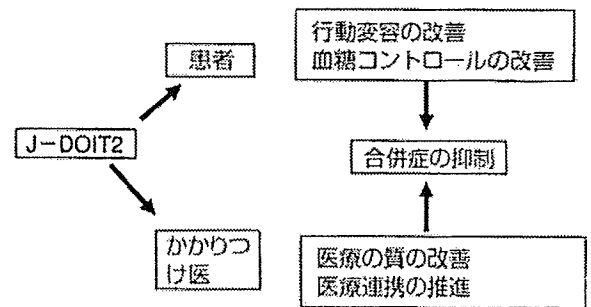 行動変容の改善
血糖コントロールの改善
患者
J-DOIT2
合併症の抑制
かかりつ
け医
医療の質の改善
医療連携の推進